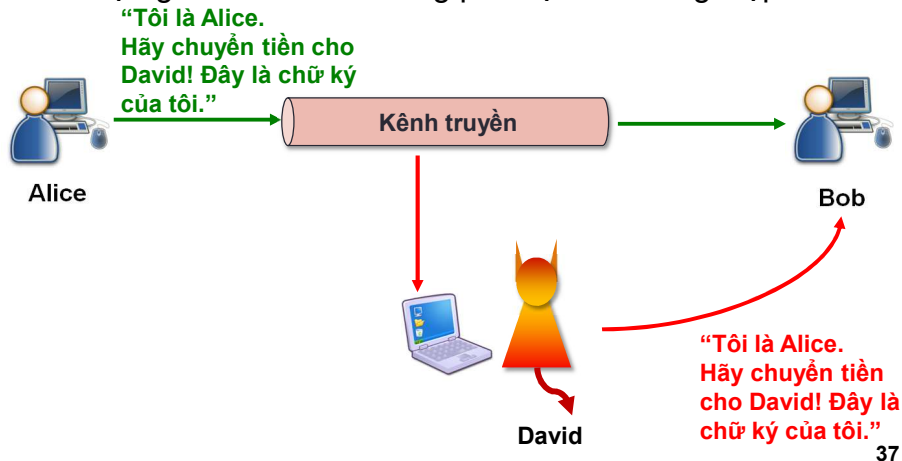 “Tôi là Alice.
Hãy chuyển tiền cho
David! Đây là chữ ký
của tôi.”
Kênh truyền
Alice
Bob
“Tôi là Alice.
Hãy chuyển tiền
cho David! Đây là
chữ ký của tôi.”
David
37